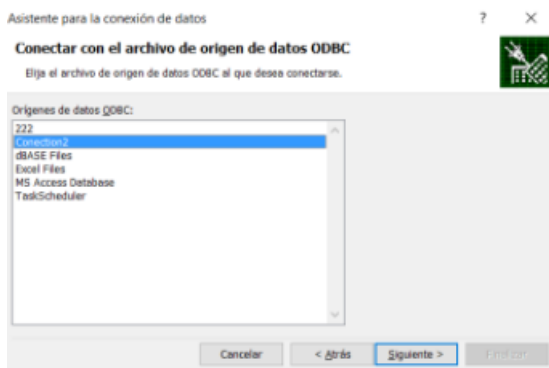 Asistente para la conexión de datos
?
Conectar con el archivo de origen de datos ODBC
Elija el archivo de origen de datos ODBC al que desea conectarse.
Orígenes de datos ODBC:
222
Conection2
dBASE Files
Excel Files
MS Access Database
TaskScheduler
Cancelar
< Atrás
Siguiente >
Finalizar